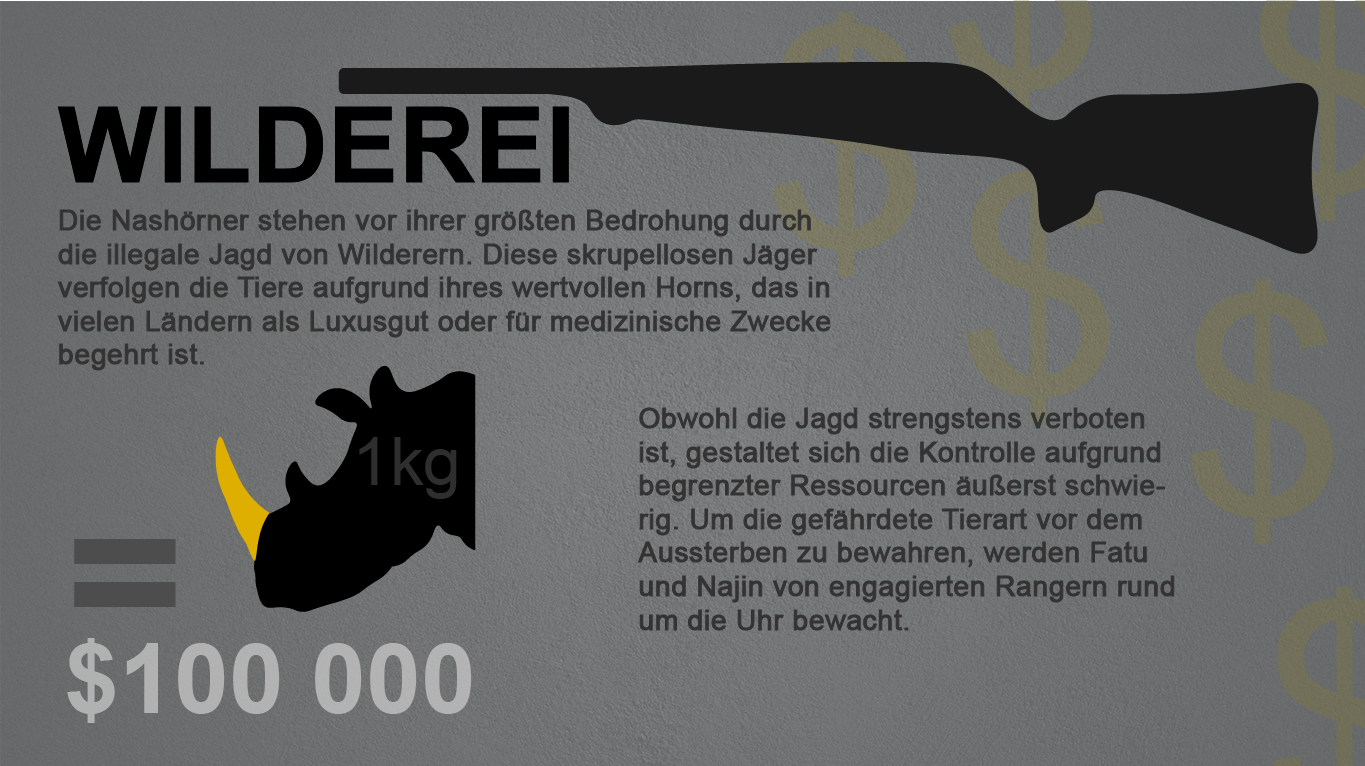 WILDEREI
Die Nashörner stehen vor ihrer größten Bedrohung durch
die illegale Jagd von Wilderern. Diese skrupellosen Jäger
verfolgen die Tiere aufgrund ihres wertvollen Horns, das in
vielen Ländern als Luxusgut oder für medizinische Zwecke
begehrt ist.
1kg
=
$100 000
Obwohl die Jagd strengstens verboten
ist, gestaltet sich die Kontrolle aufgrund
begrenzter Ressourcen äußerst schwie-
rig. Um die gefährdete Tierart vor dem
Aussterben zu bewahren, werden Fatu
und Najin von engagierten Rangern rund
um die Uhr bewacht.
$
$
$
$
$
$